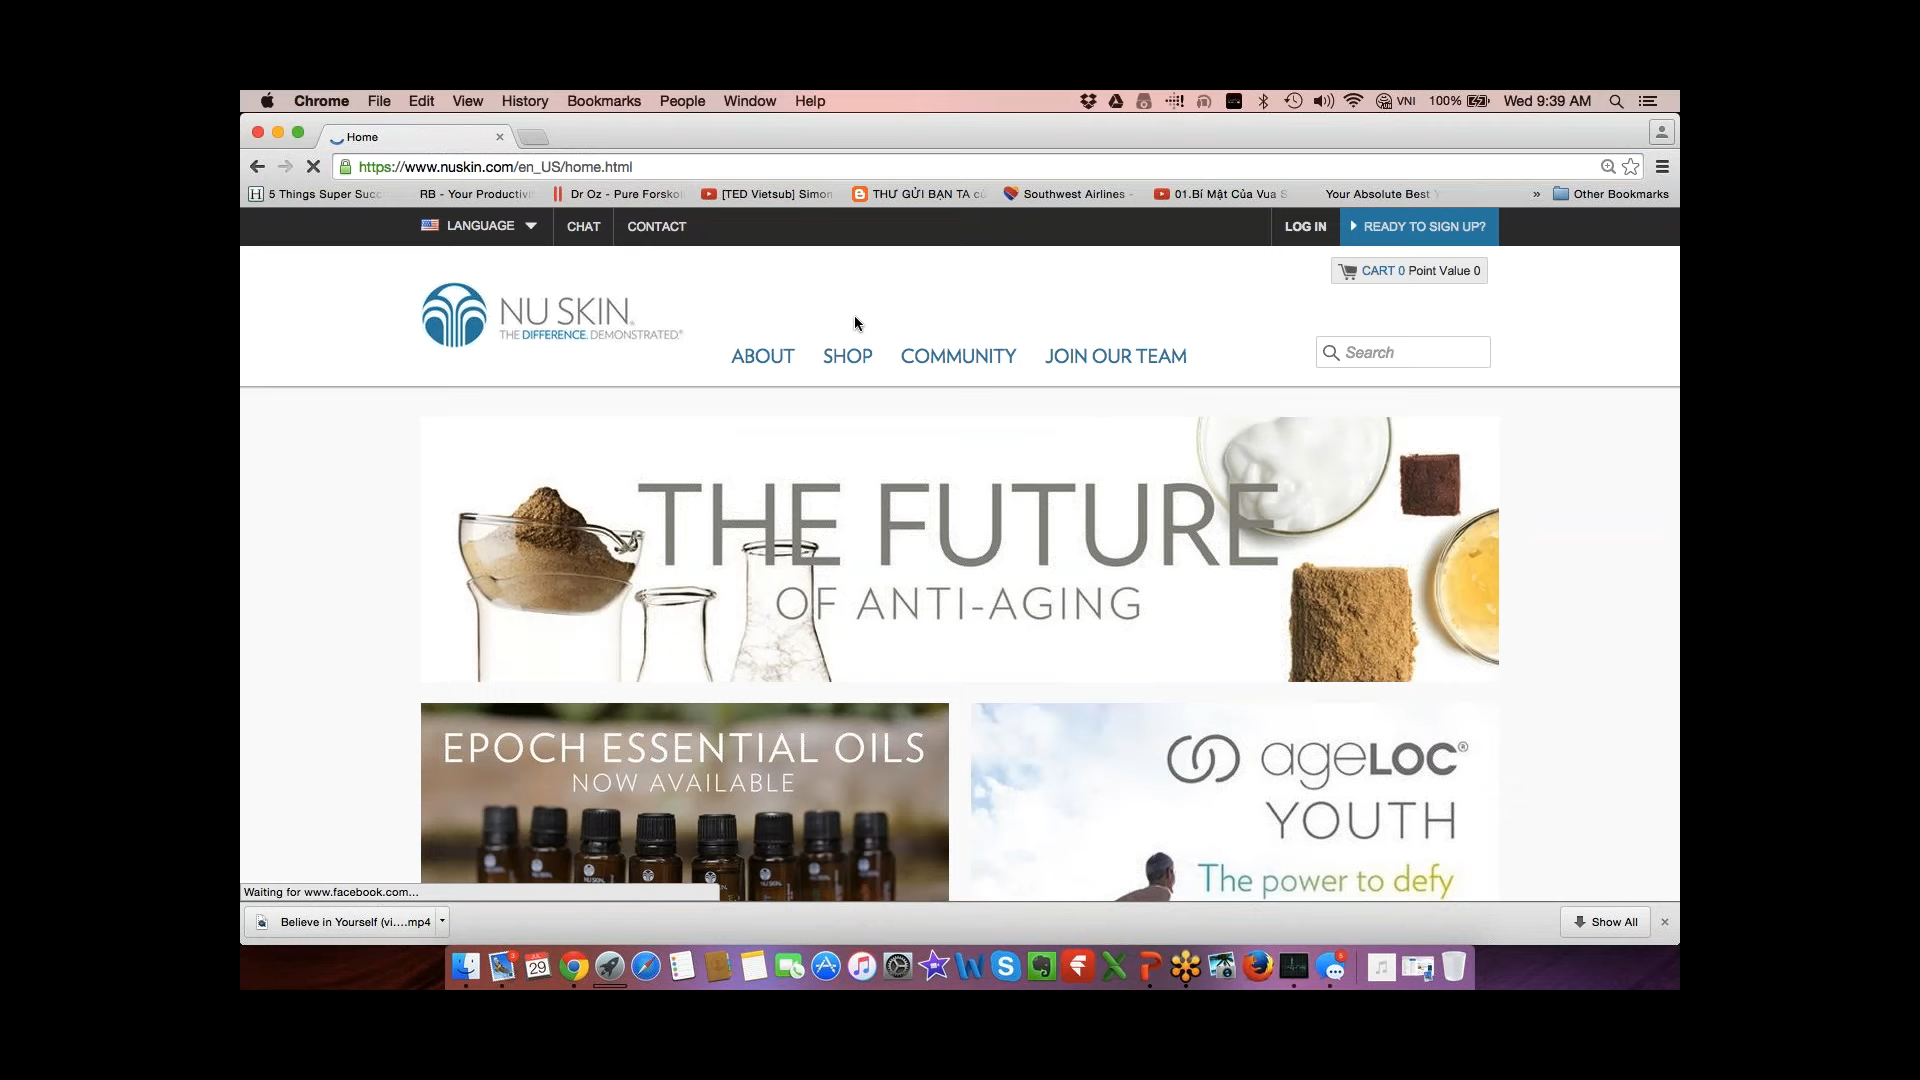 Chrome File Edit View History Bookmarks People Window Help VNI 100% Wed 9:39 AM
Home
https://www.nuskin.com/en_US/home.html
5 Things Super Succ RB - Your Productivi Dr Oz - Pure Forskol [TED Vietsub] Simon THƯ GỬI BẠN TA Southwest Airlines - 01.Bí Mật Của Vua Your Absolute Best » Other Bookmarks
LANGUAGE CHAT CONTACT LOG IN READY TO SIGN UP?
CART 0 Point Value 0
NU SKIN
THE DIFFERENCE. DEMONSTRATED.®
ABOUT SHOP COMMUNITY JOIN OUR TEAM Search
THE FUTURE
OF ANTI-AGING
EPOCH ESSENTIAL OILS
NOW AVAILABLE
ageLOC®
YOUTH
The power to defy
Waiting for www.facebook.com...
Believe in Yourself (vi....mp4 Show All
JUL
29